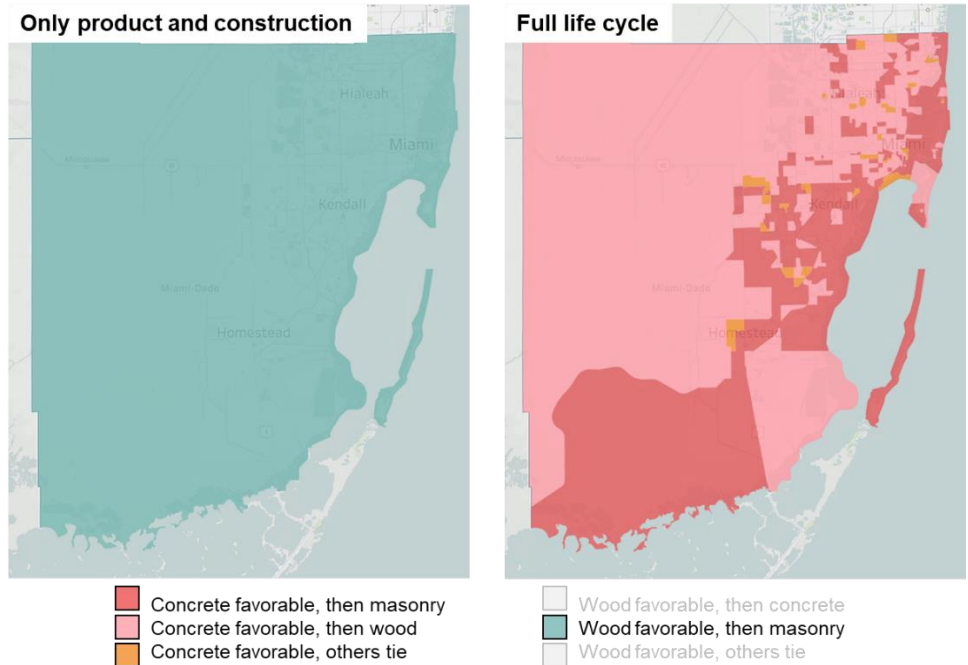 Only product and construction
Full life cycle
Hialeah
Miami
Kendall
Miami-Dade
Homestead
Hialeah
Miami
Kendall
Miami-Dade
Homestead
Concrete favorable, then masonry
Concrete favorable, then wood
Concrete favorable, others tie
Wood favorable, then concrete
Wood favorable, then masonry
Wood favorable, others tie